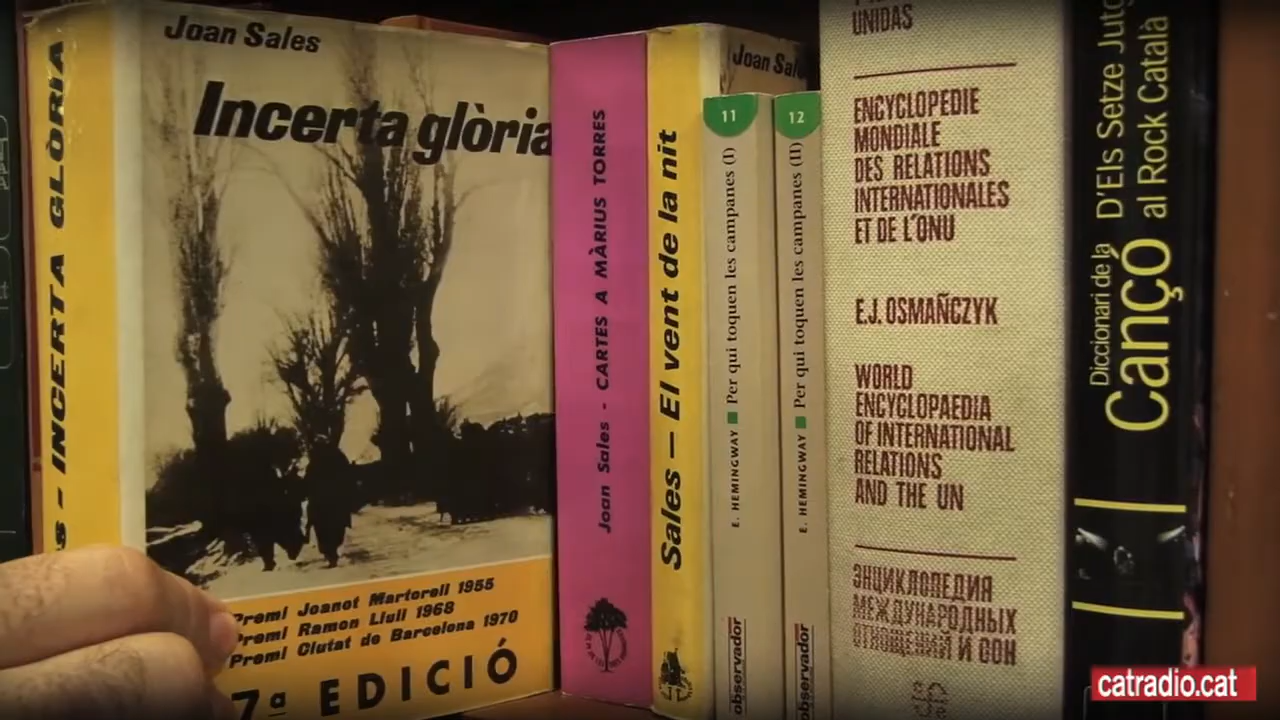 s - INCERTA GLÒRIA
Joan Sales
Incerta glòria
Premi Joanot Martorell 1955
Premi Ramon Llull 1968
Premi Ciutat de Barcelona 1970
7ª EDICIÓ
Joan Sales - CARTES A MÀRIUS TORRES
Sales - El vent de la nit
Joan Sale
11
E. HEMINGWAY Per qui toquen les campanes (I)
observador
12
E. HEMINGWAY Per qui toquen les campanes (II)
observador
UNIDAS
ENCYCLOPEDIE
MONDIALE
DES RELATIONS
INTERNATIONALES
ET DE L'ONU
E.J. OSMAÑCZYK
WORLD
ENCYCLOPAEDIA
OF INTERNATIONAL
RELATIONS
AND THE UN
ЭНЦИКЛОПЕДИЯ
МЕЖДУНАРОДНЫХ
ОТНОШЕНИЙ И ООН
Diccionari de la
Cançó
D'Els Setze Jutg
al Rock Català
catradio.cat